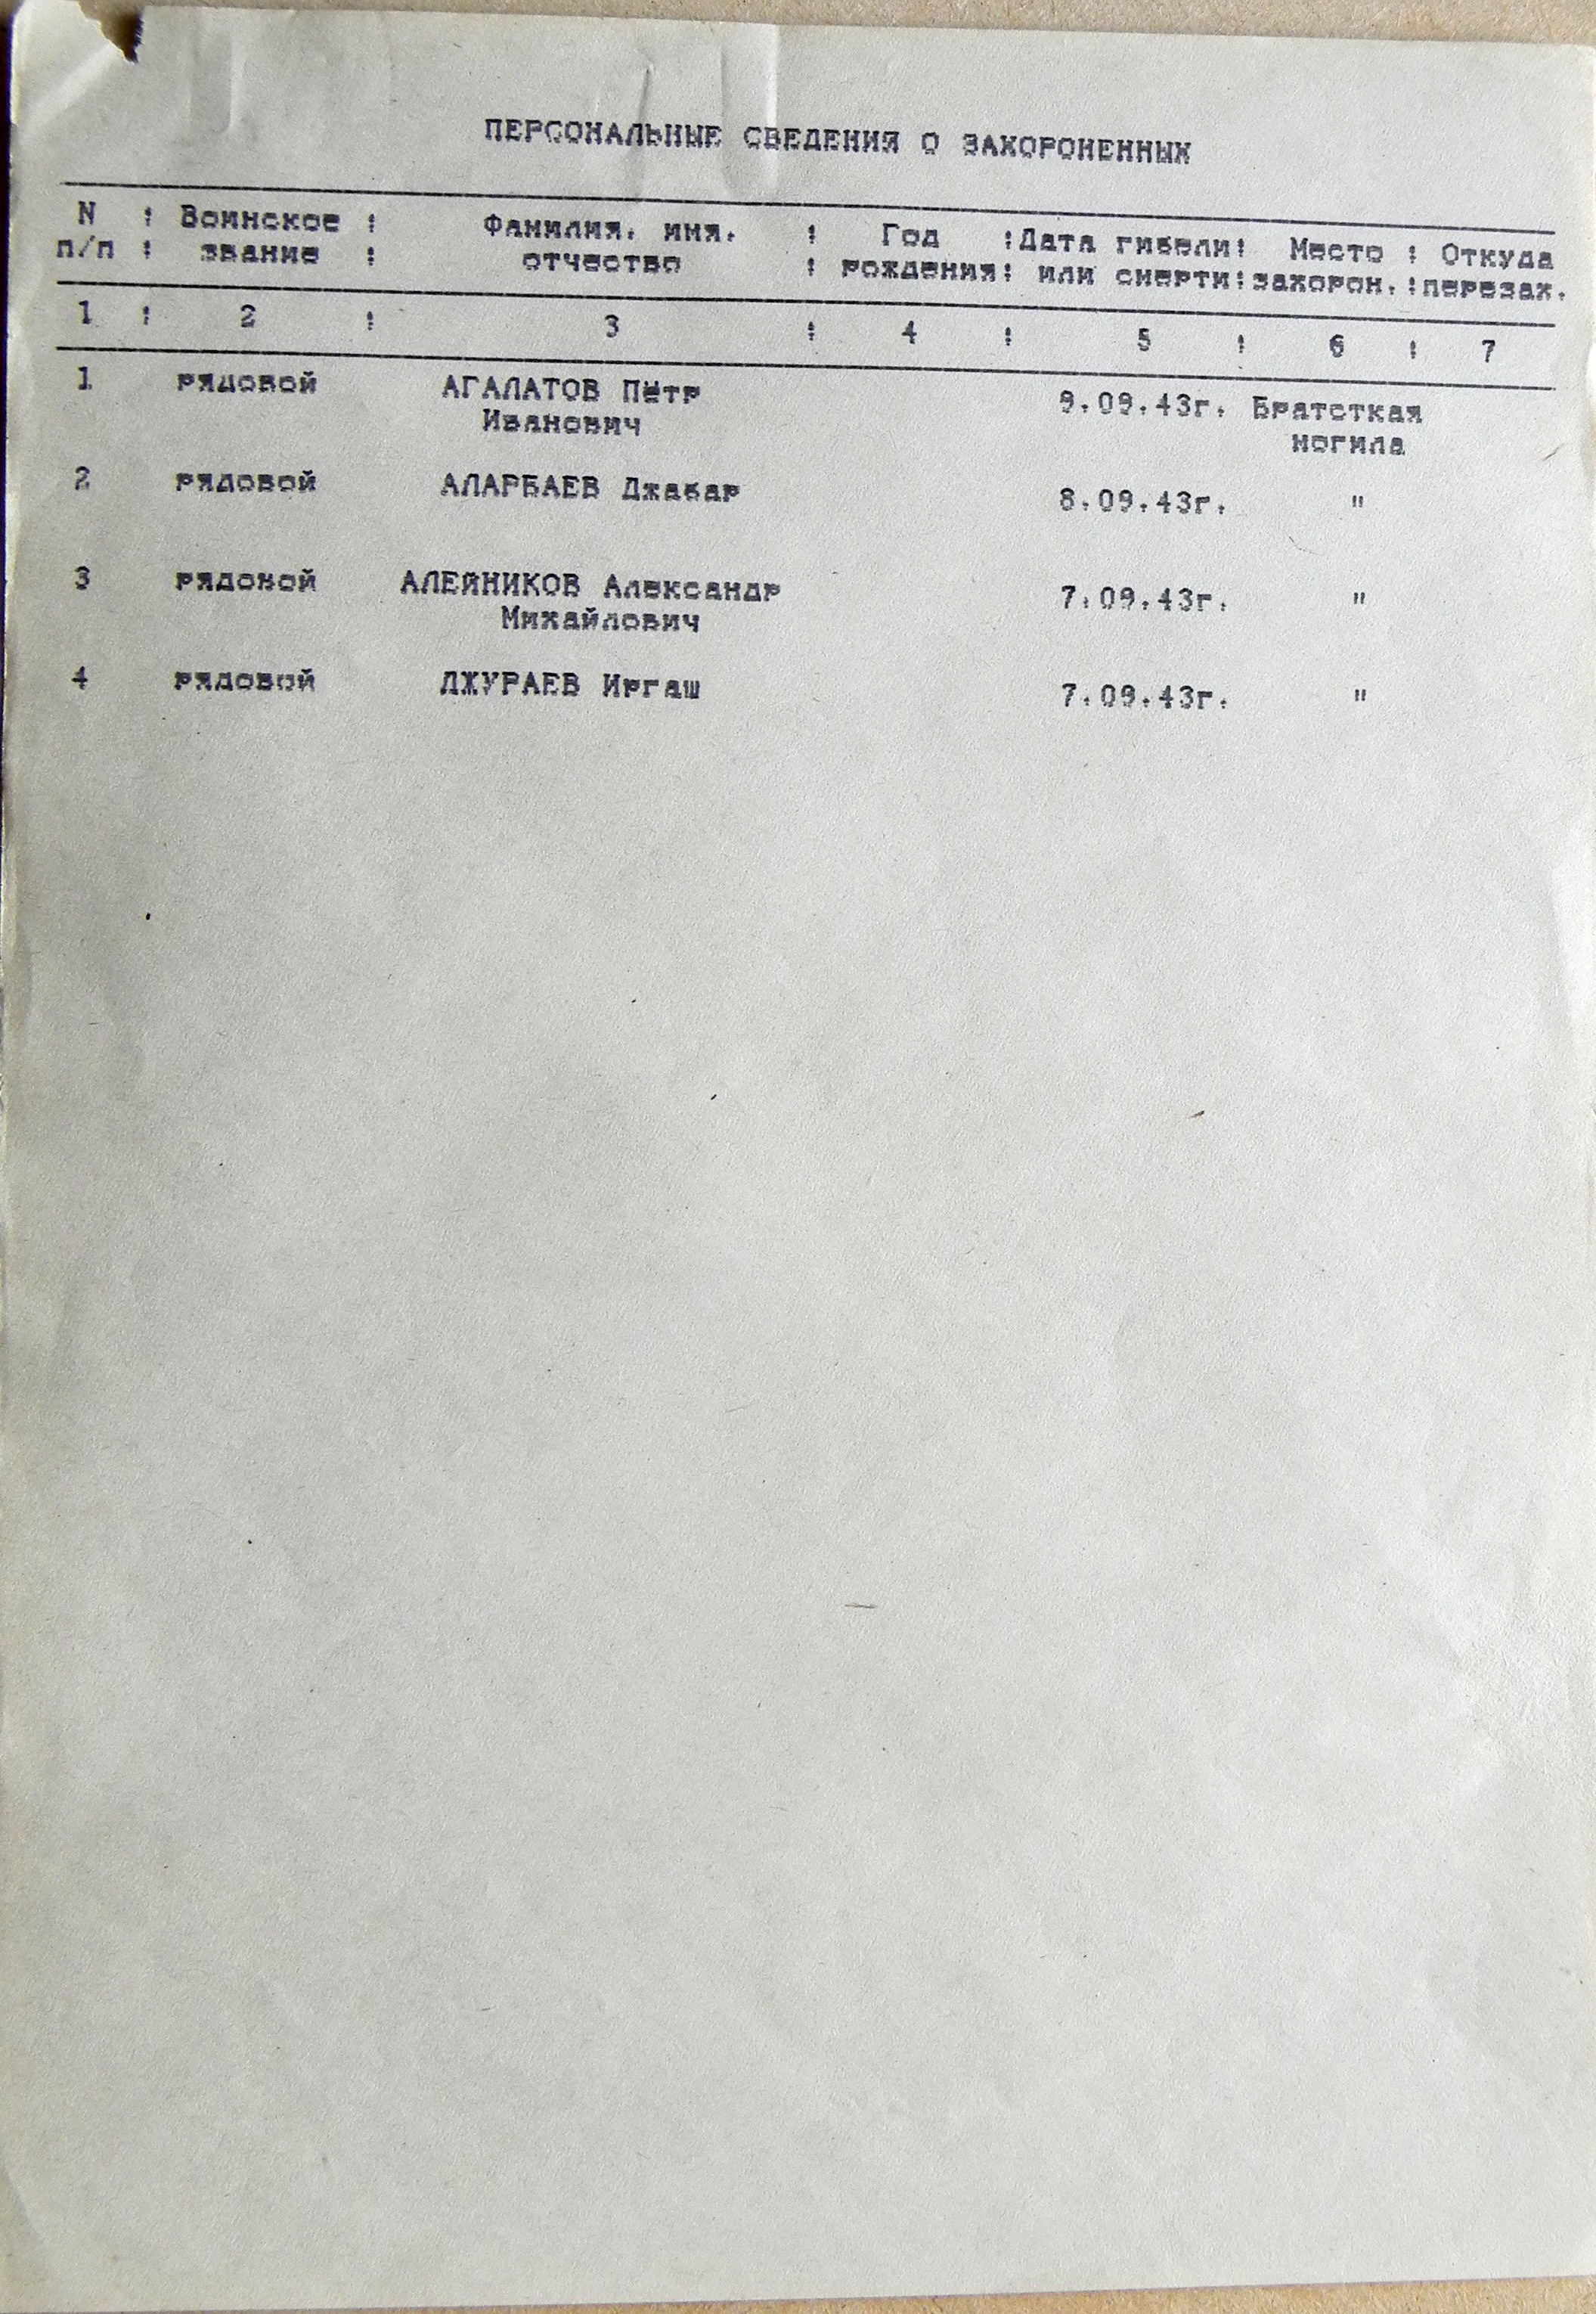 ПЕРСОНАЛЬНЫЕ СВЕДЕНИЯ О ЗАХОРОНЕННЫХ
N : Воинское : Фамилия, имя, : Год :Дата гибели: Место : Откуда
п/п : звание : отчество : рождения: или смерти:захорон.:перезах.
1 : 2 : 3 : 4 : 5 : 6 : 7
1 рядовой АГАЛАТОВ Пётр 9.09.43г. Братсткая
Иванович могила
2 рядовой АЛАРБАЕВ Джабар 8.09.43г. "
3 рядовой АЛЕЙНИКОВ Александр 7.09.43г. "
Михайлович
4 рядовой ДЖУРАЕВ Иргаш 7.09.43г. "